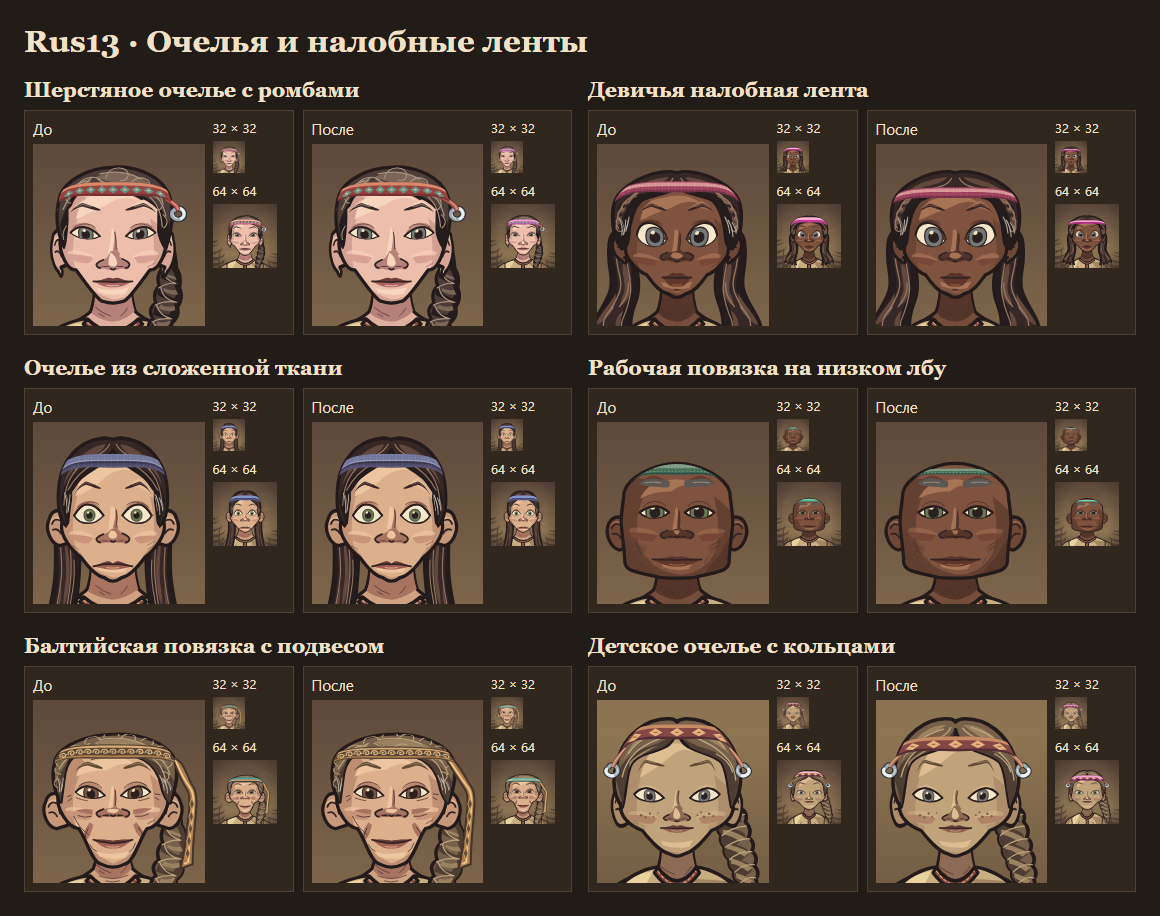 Rus13 · Очелья и налобные ленты
Шерстяное очелье с ромбами
До
32 × 32
64 × 64
После
32 × 32
64 × 64
Девичья налобная лента
До
32 × 32
64 × 64
После
32 × 32
64 × 64
Очелье из сложенной ткани
До
32 × 32
64 × 64
После
32 × 32
64 × 64
Рабочая повязка на низком лбу
До
32 × 32
64 × 64
После
32 × 32
64 × 64
Балтийская повязка с подвесом
До
32 × 32
64 × 64
После
32 × 32
64 × 64
Детское очелье с кольцами
До
32 × 32
64 × 64
После
32 × 32
64 × 64